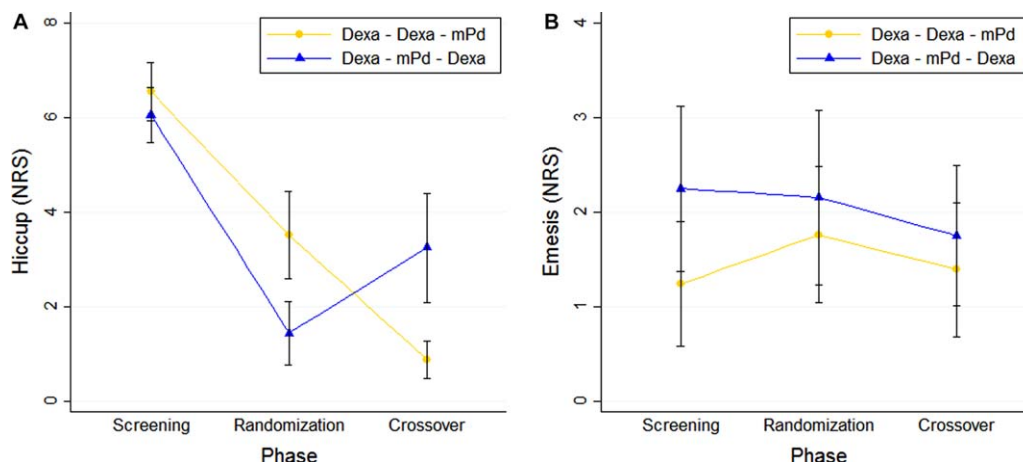 A
8
6
4
2
0
Hiccup (NRS)
Dexa - Dexa - mPd
Dexa - mPd - Dexa
Screening
Randomization
Crossover
Phase
B
4
3
2
1
0
Emesis (NRS)
Dexa - Dexa - mPd
Dexa - mPd - Dexa
Screening
Randomization
Crossover
Phase